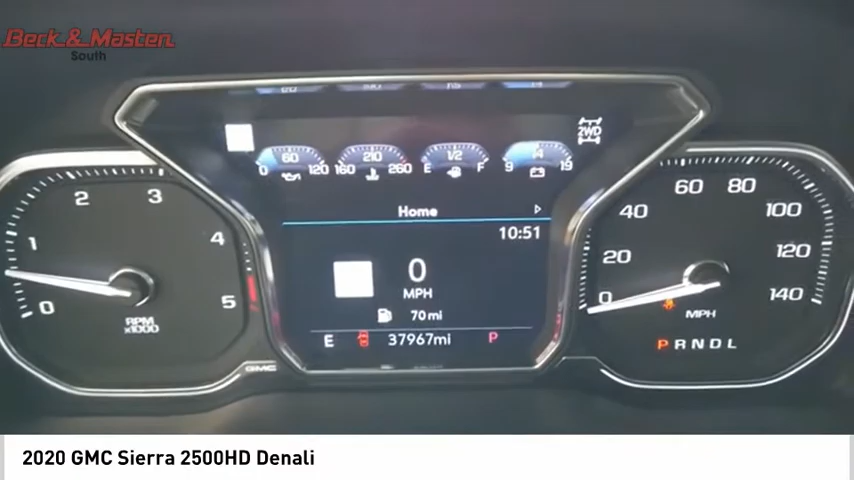 Beck & Masten
South
2WD
60
210
1/2
14
0 120
160 260
E F
9 19
Home
10:51
0
MPH
70 mi
E 37967mi P
0 1 2 3 4 5
RPM
x1000
GMC
0 20 40 60 80 100 120 140
MPH
PRNDL
2020 GMC Sierra 2500HD Denali